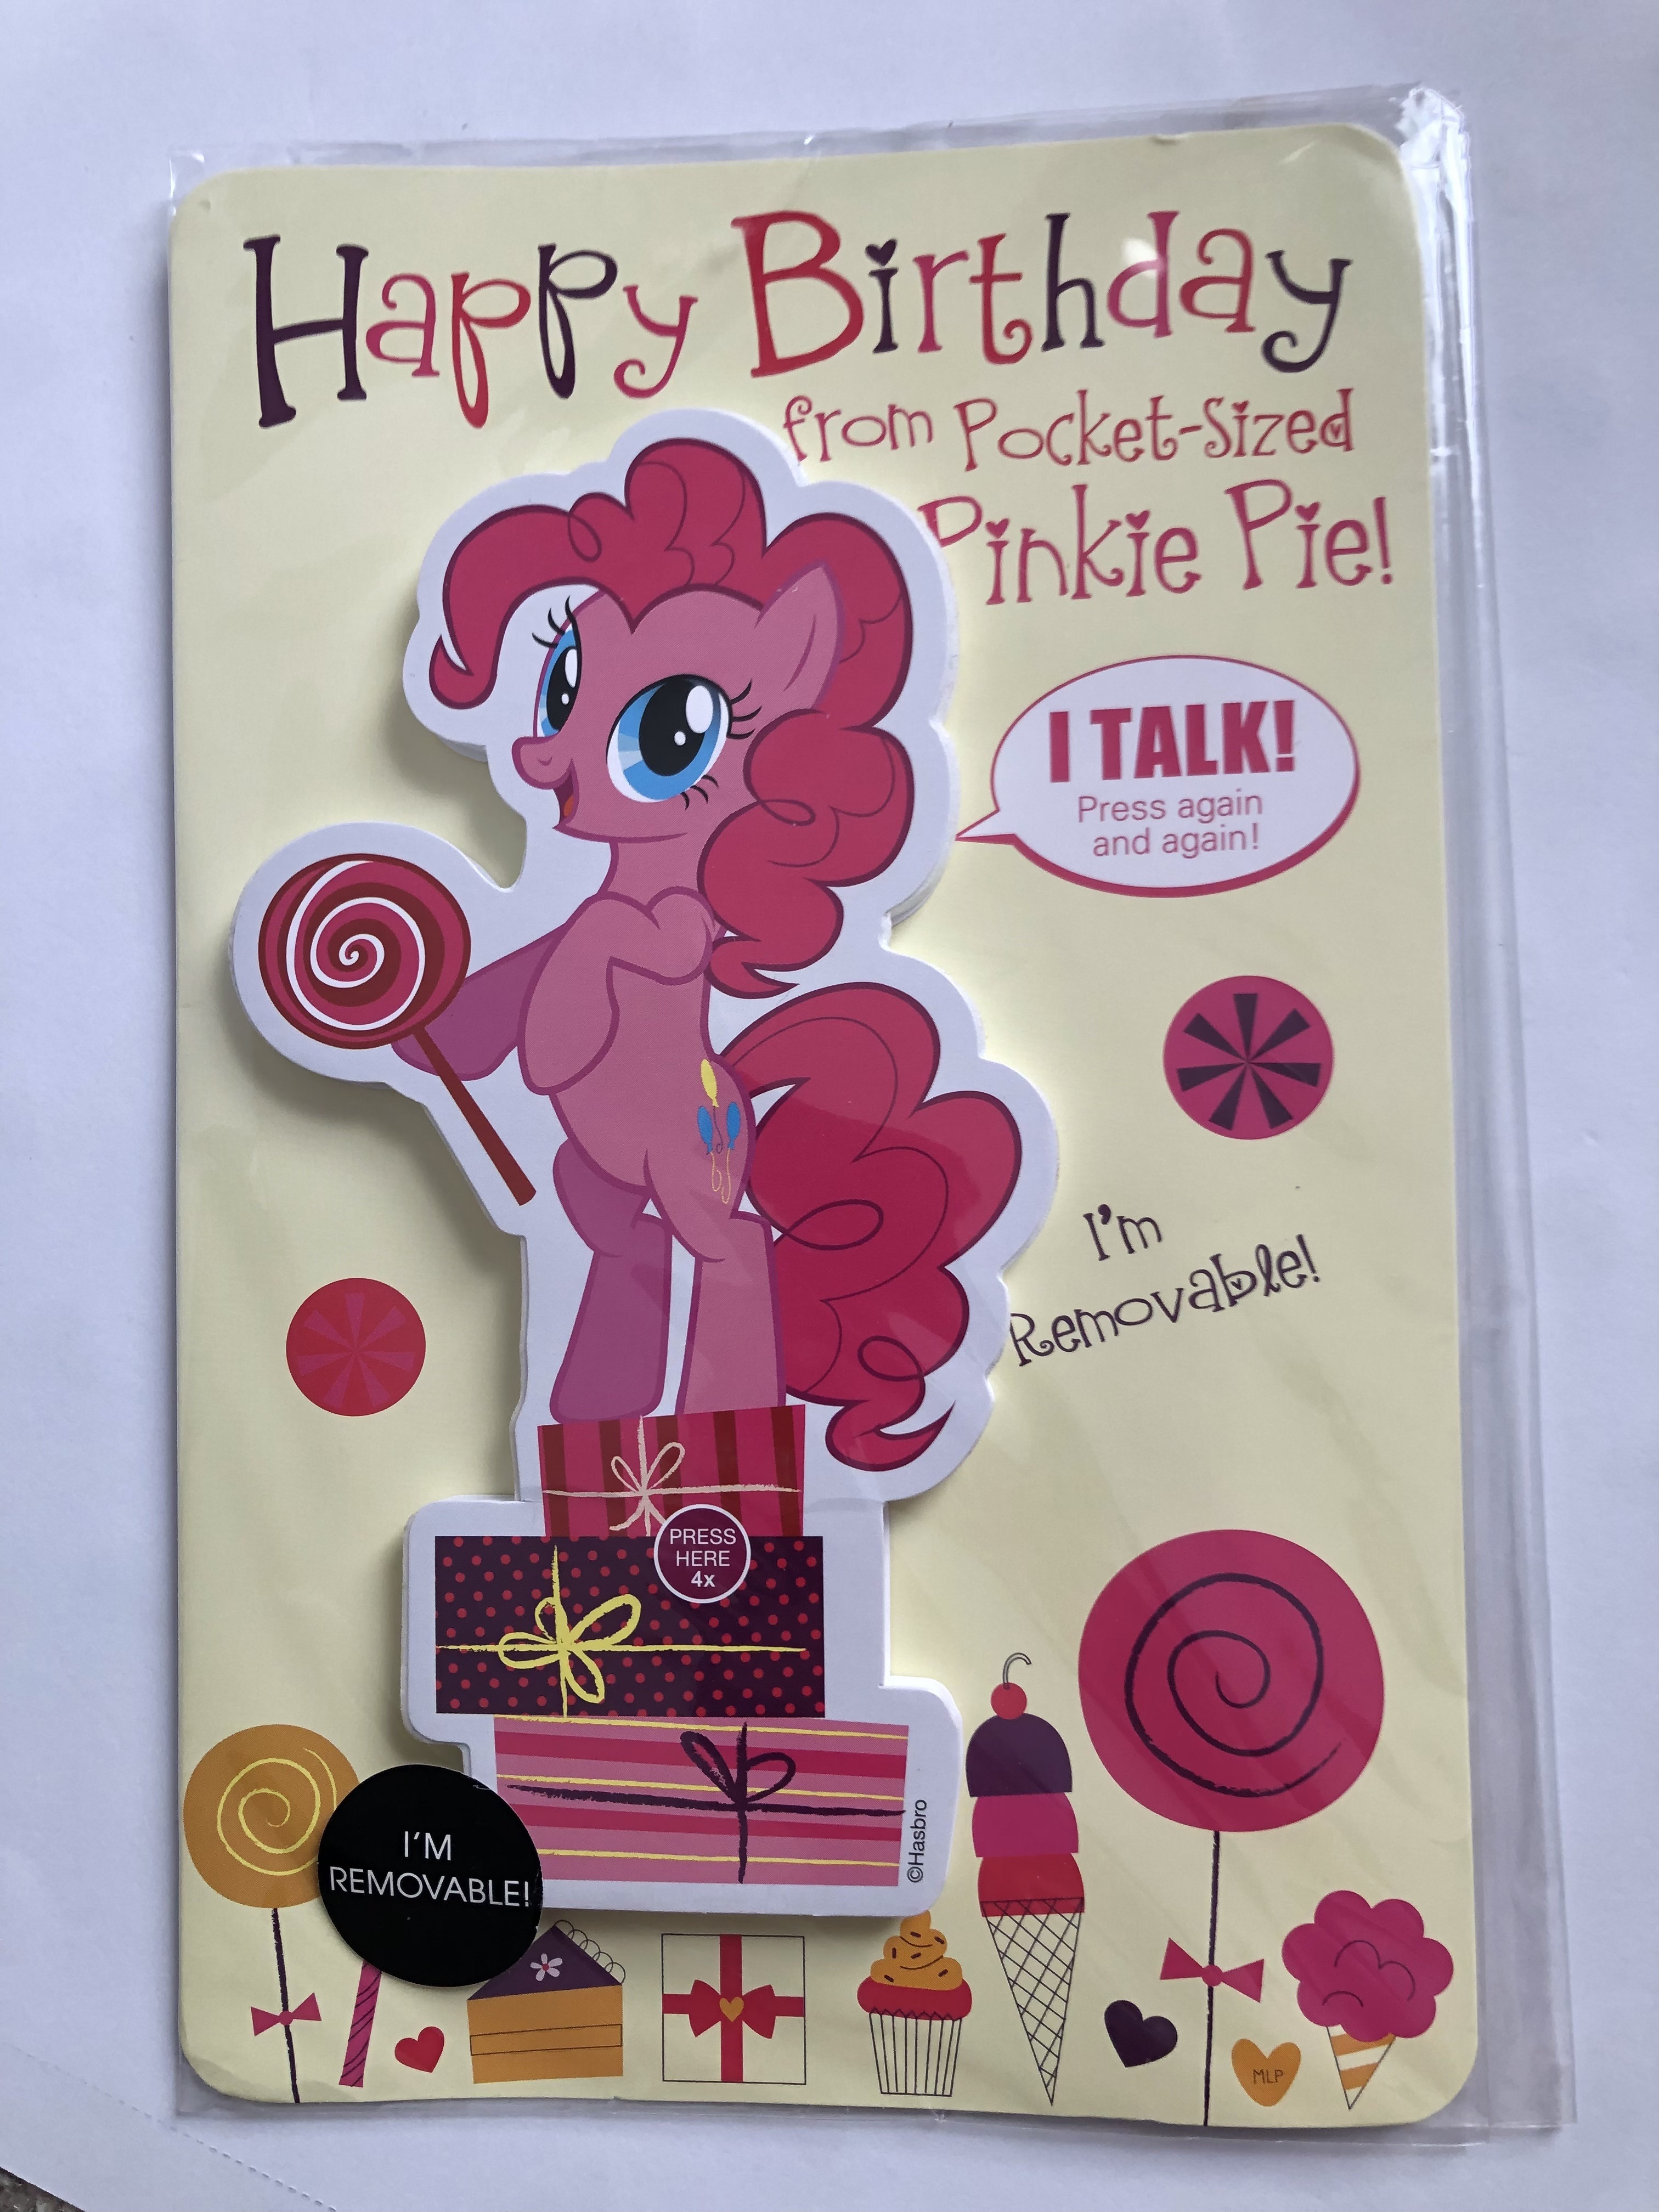 Happy Birthday
from Pocket-Sized
Pinkie Pie!
I TALK!
Press again
and again!
I'm
Removable!
PRESS
HERE
4x
©Hasbro
I'M
REMOVABLE!
MLP